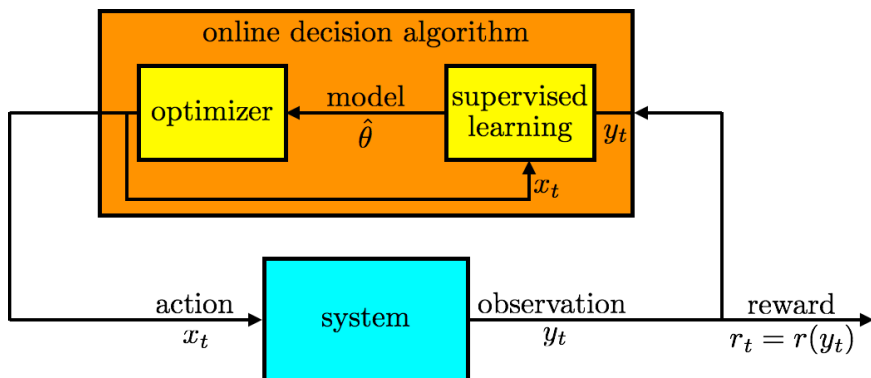 online decision algorithm
optimizer
model
θ̂
supervised
learning
y_t
x_t
action
x_t
system
observation
y_t
reward
r_t = r(y_t)